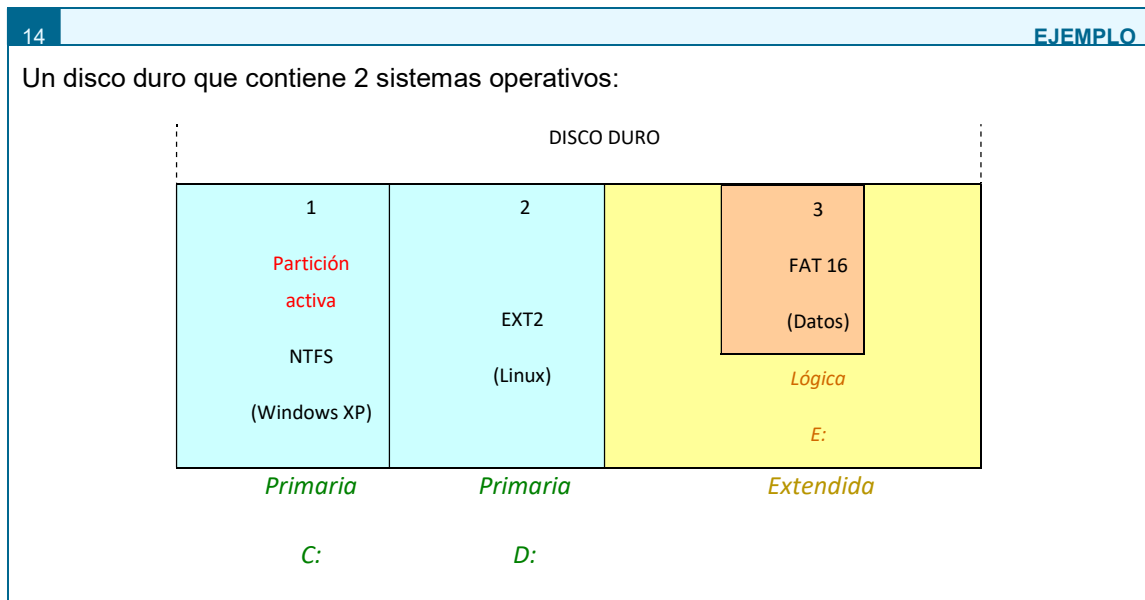 14
EJEMPLO
Un disco duro que contiene 2 sistemas operativos:
DISCO DURO
1
Partición
activa
NTFS
(Windows XP)
2
EXT2
(Linux)
3
FAT 16
(Datos)
Lógica
E:
Primaria
C:
Primaria
D:
Extendida